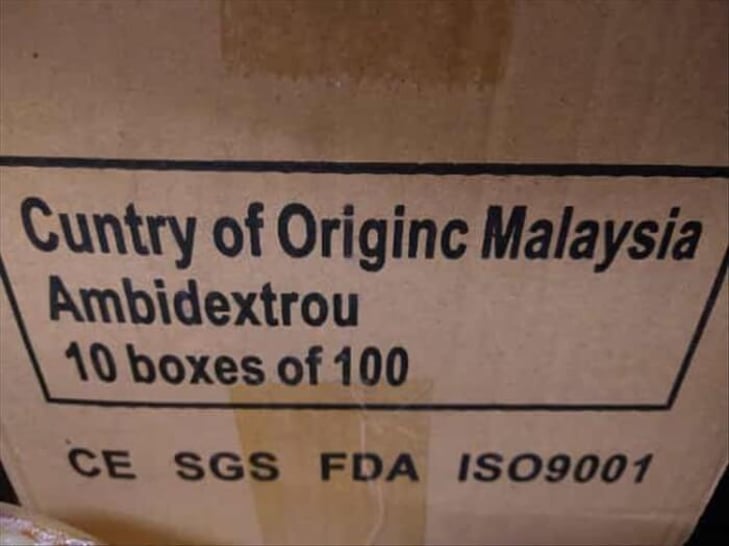 Cuntry of Originc Malaysia
Ambidextrou
10 boxes of 100
CE SGS FDA ISO9001